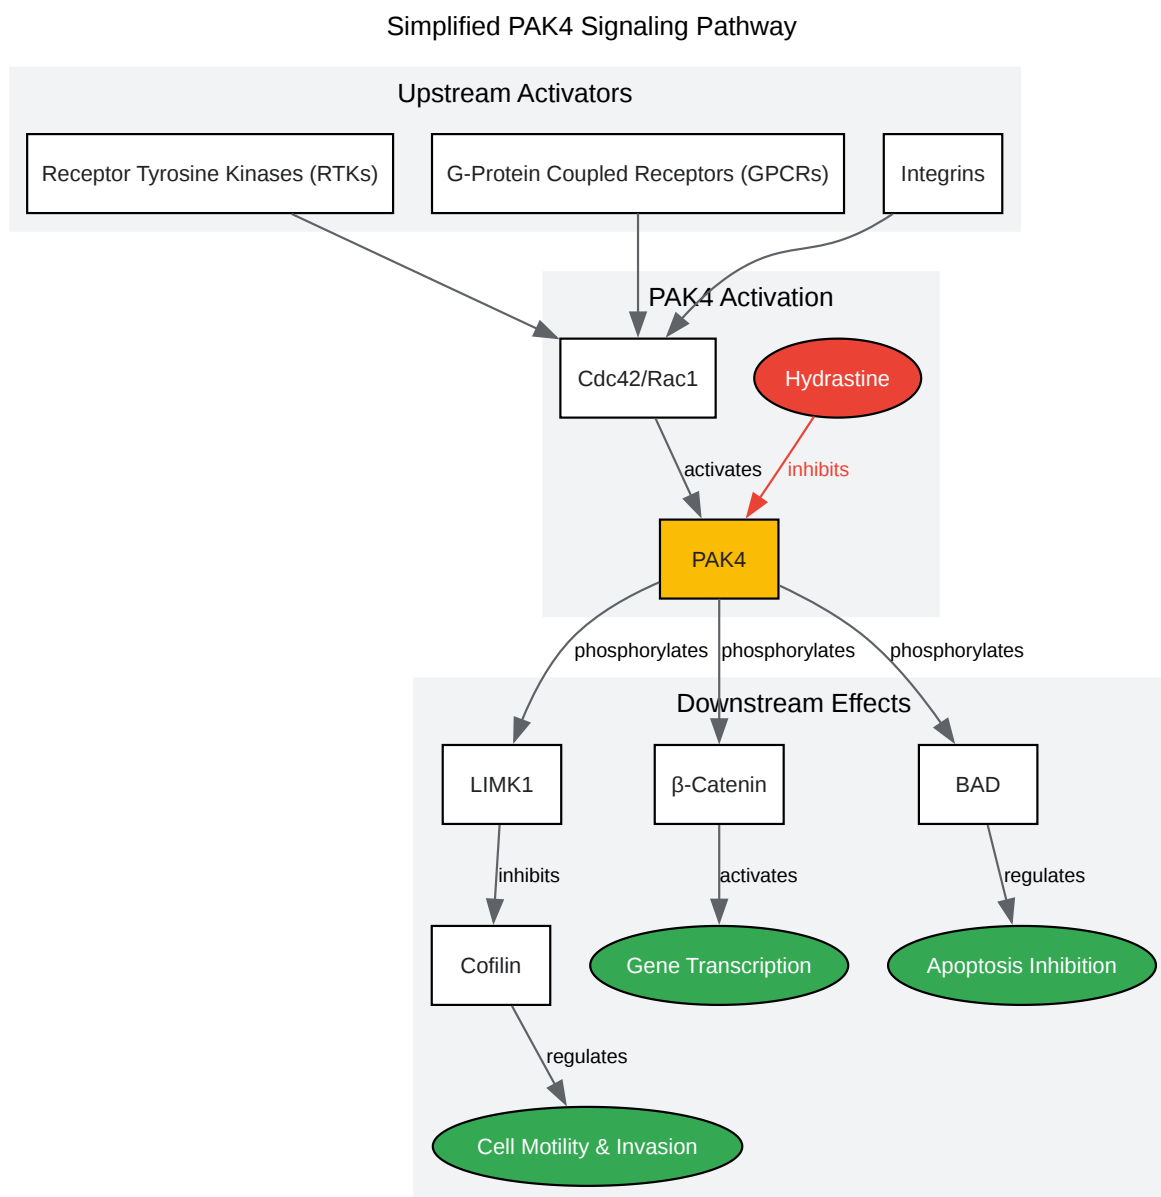 Simplified PAK4 Signaling Pathway
Upstream Activators
Receptor Tyrosine Kinases (RTKs)
G-Protein Coupled Receptors (GPCRs)
Integrins
PAK4 Activation
Cdc42/Rac1
Hydrastine
activates
inhibits
PAK4
phosphorylates
phosphorylates
phosphorylates
Downstream Effects
LIMK1
β-Catenin
BAD
inhibits
activates
regulates
Cofilin
Gene Transcription
Apoptosis Inhibition
regulates
Cell Motility & Invasion